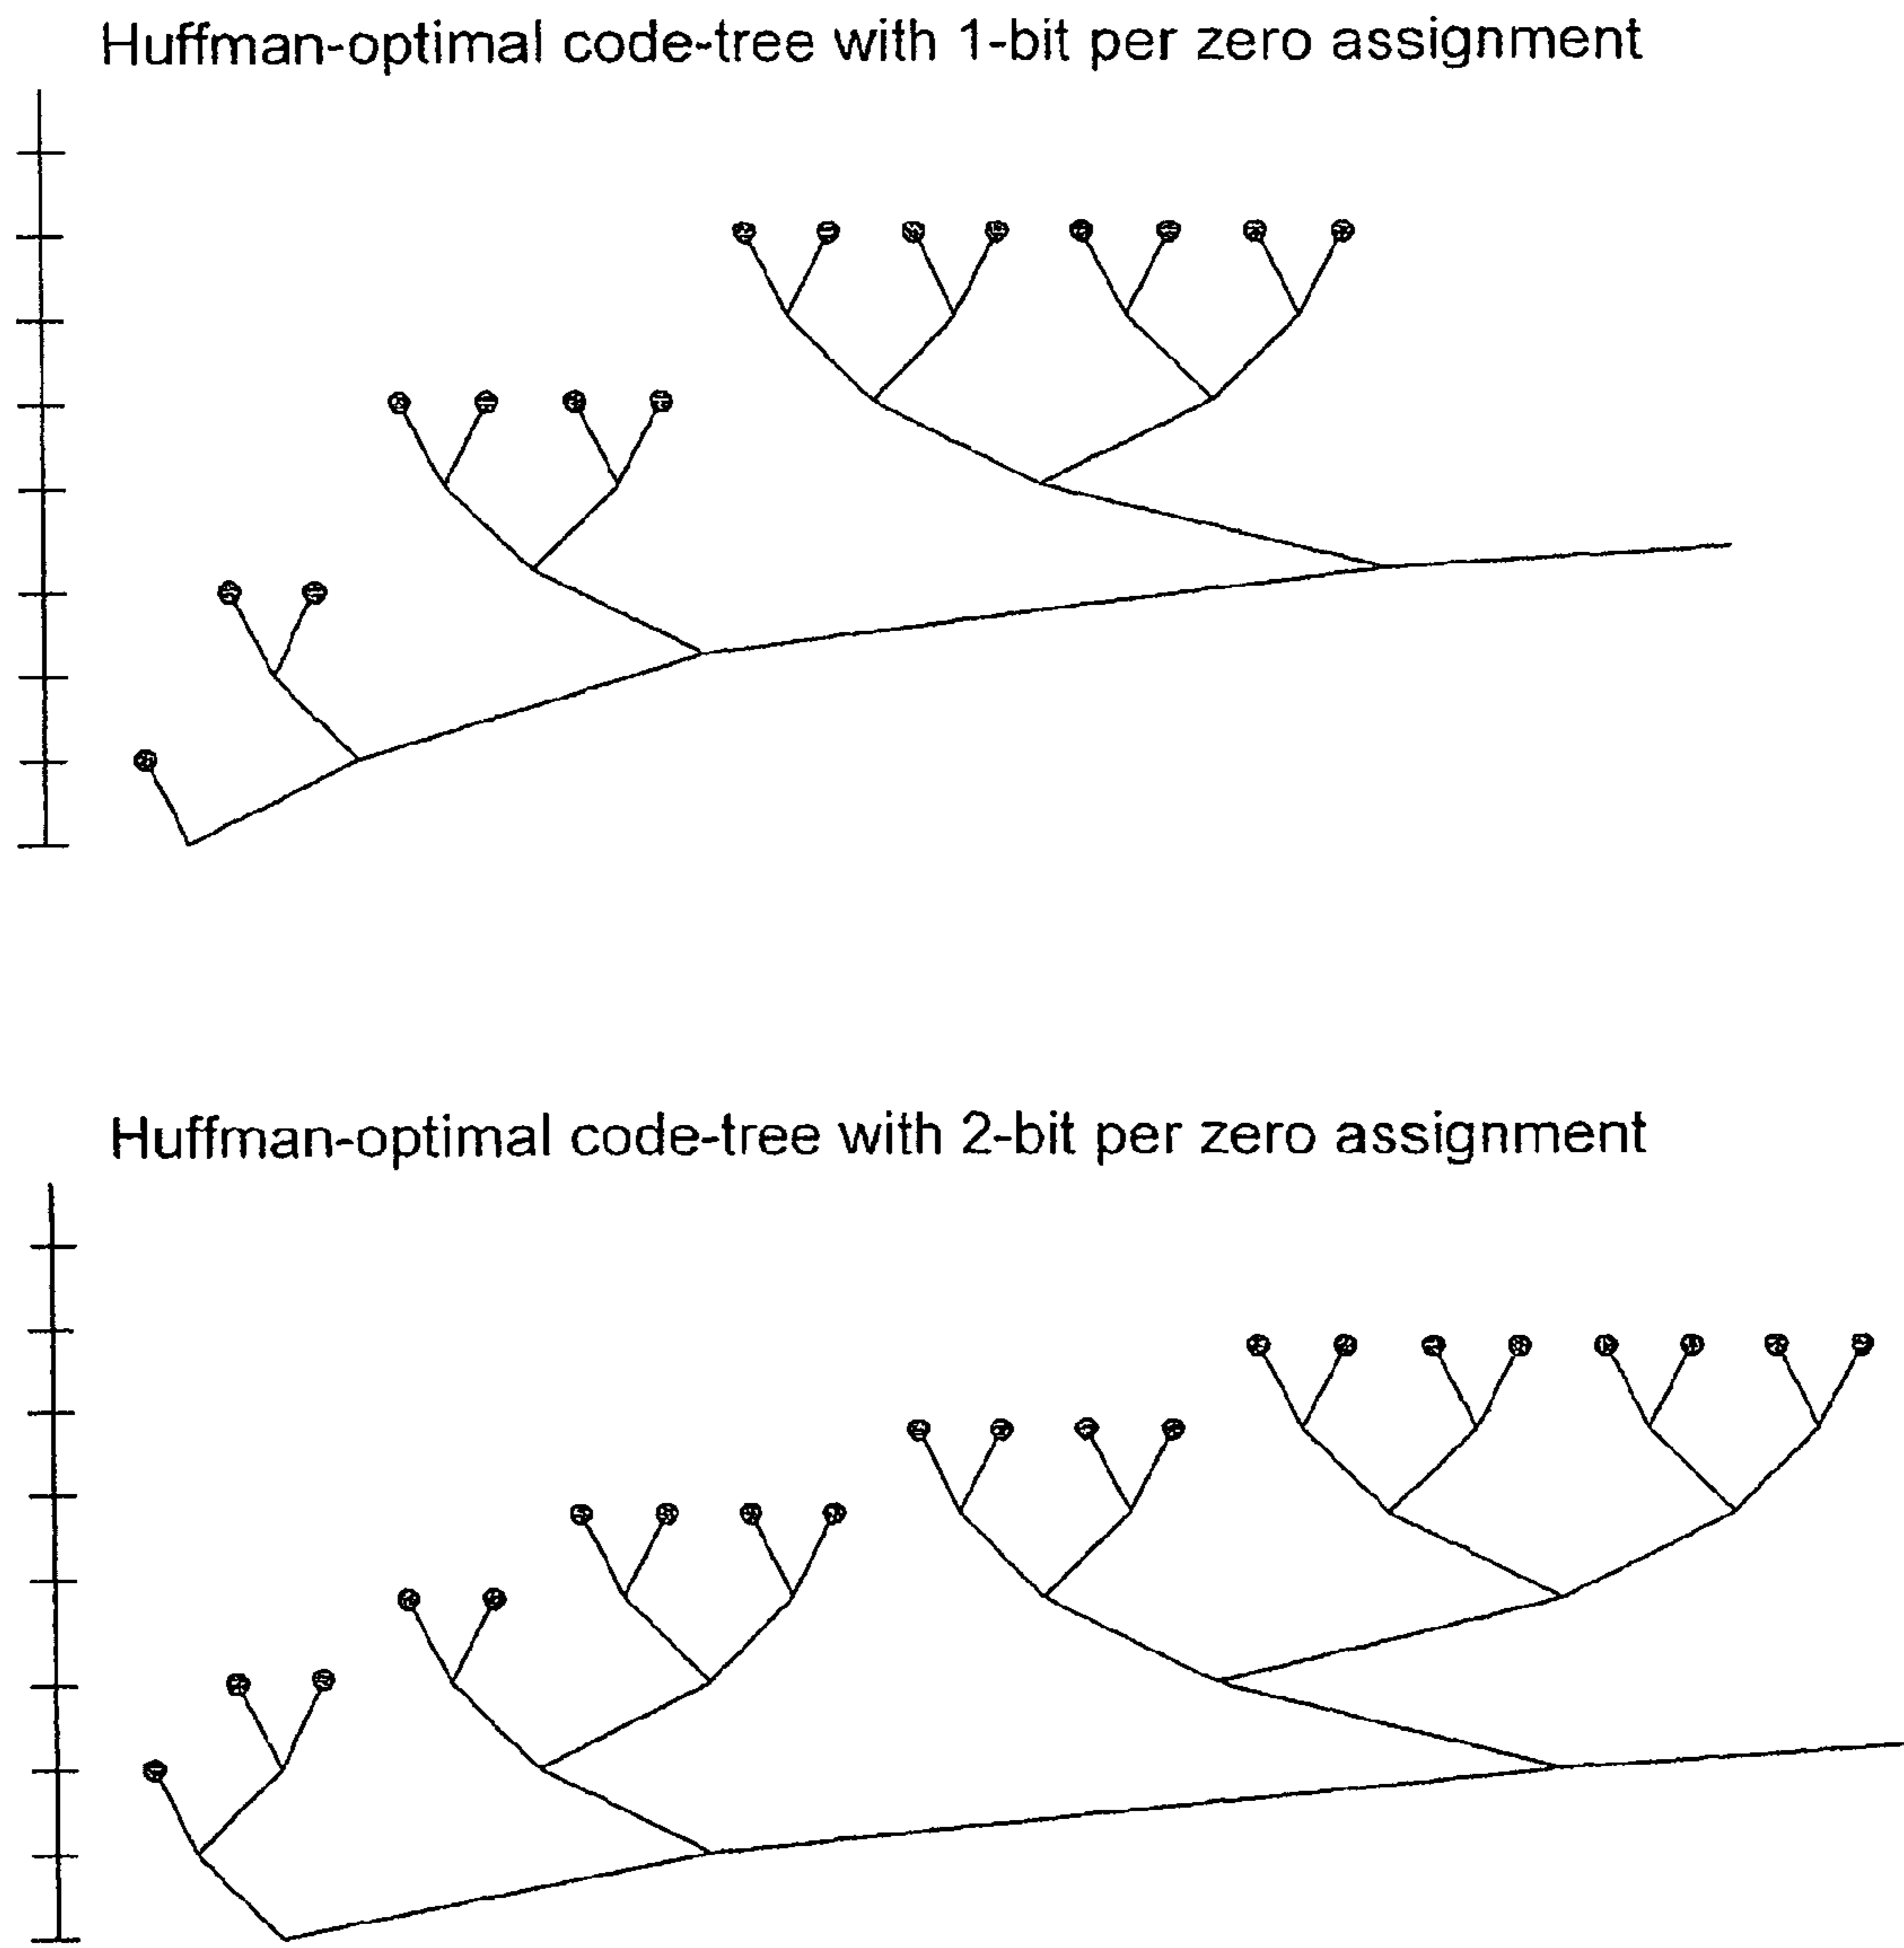 Huffman-optimal code-tree with 1-bit per zero assignment
Huffman-optimal code-tree with 2-bit per zero assignment